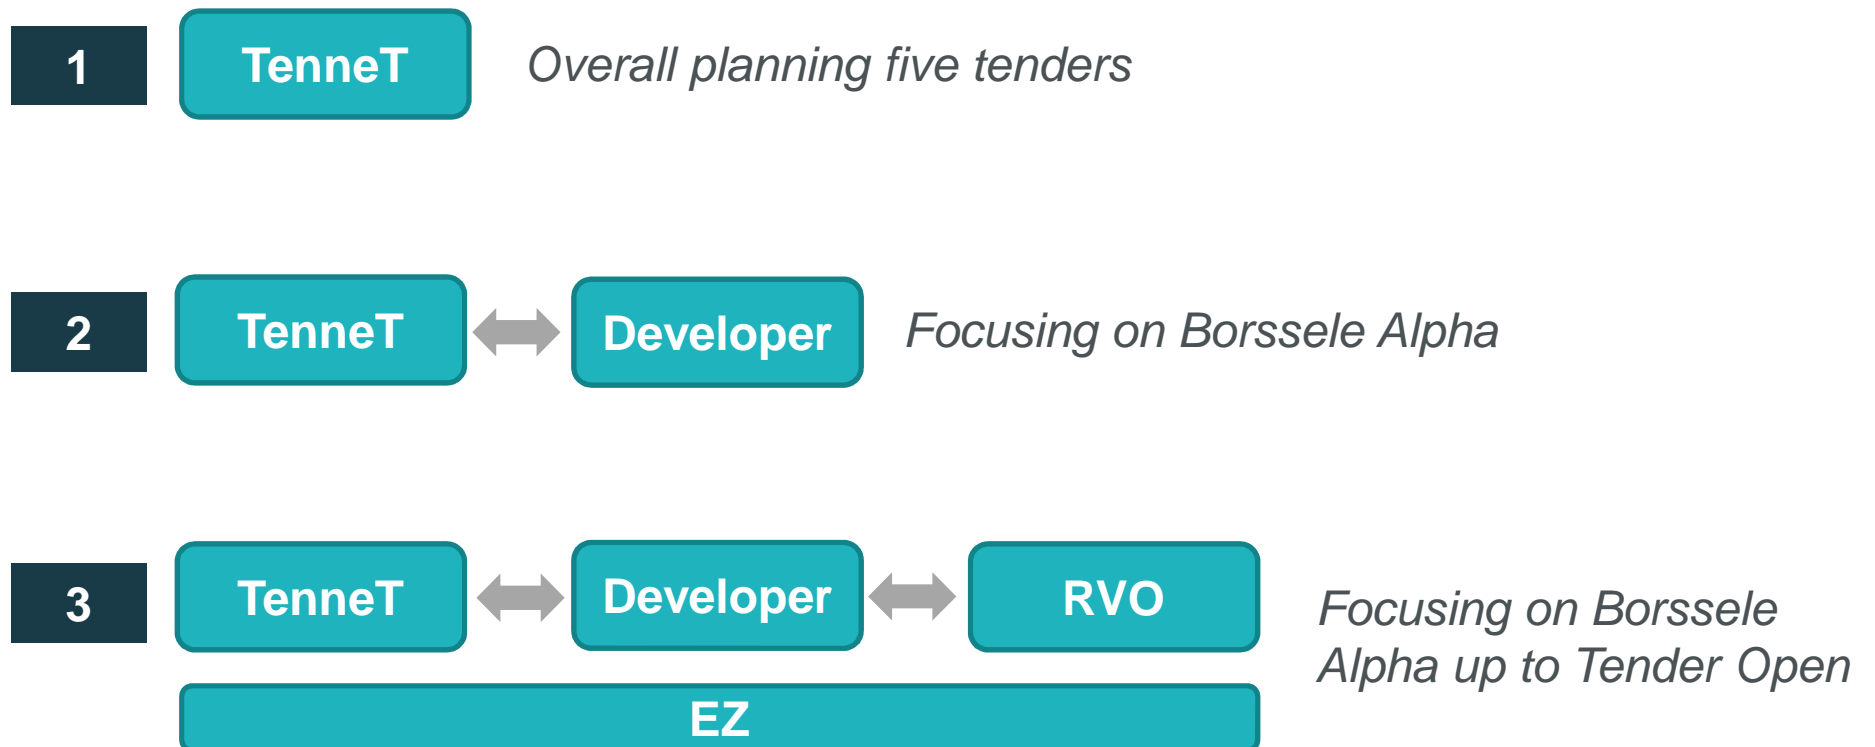 1
TenneT
Overall planning five tenders
2
TenneT
Developer
Focusing on Borssele Alpha
3
TenneT
Developer
RVO
Focusing on Borssele
Alpha up to Tender Open
EZ